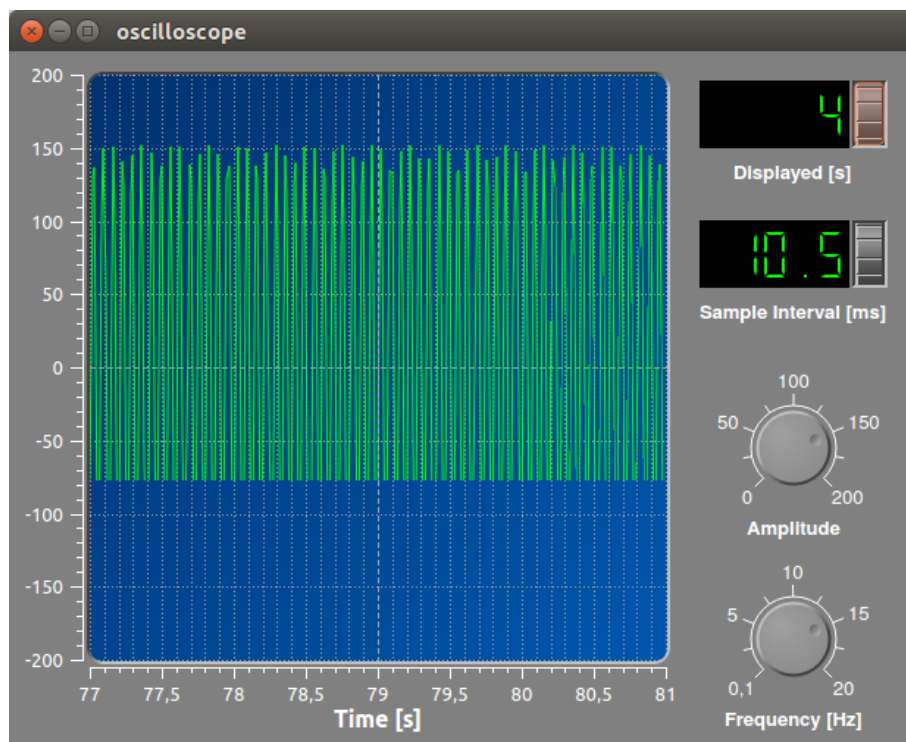 oscilloscope
200
150
100
50
0
-50
-100
-150
-200
77 77,5 78 78,5 79 79,5 80 80,5 81
Time [s]
4
Displayed [s]
10.5
Sample Interval [ms]
100
50 150
0 200
Amplitude
10
5 15
0,1 20
Frequency [Hz]